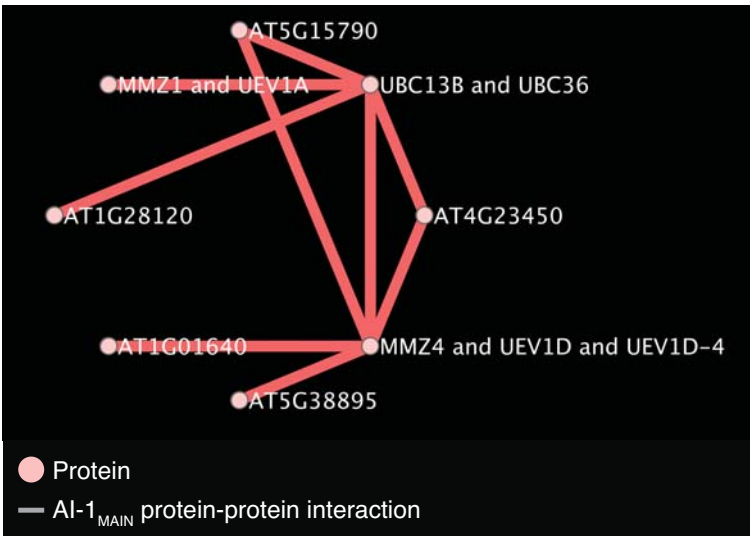 AT5G15790
MMZ1 and UEV1A
UBC13B and UBC36
AT1G28120
AT4G23450
AT1G01640
MMZ4 and UEV1D and UEV1D-4
AT5G38895
Protein
AI-1MAIN protein-protein interaction